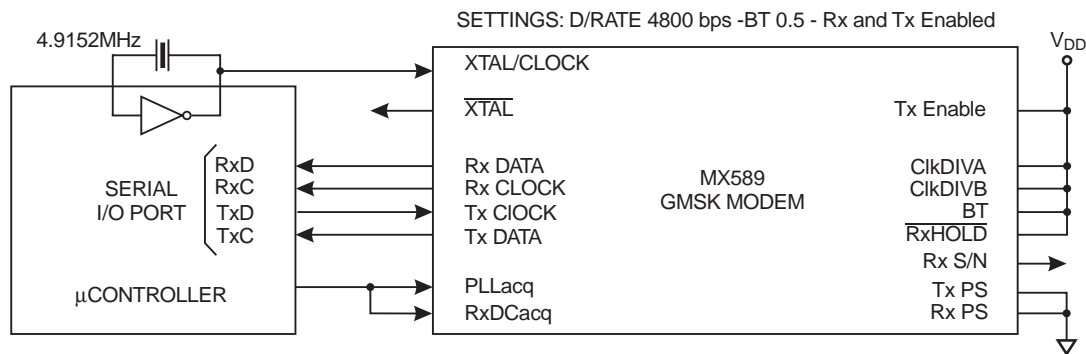 SETTINGS: D/RATE 4800 bps -BT 0.5 - Rx and Tx Enabled
4.9152MHz
VDD
XTAL/CLOCK
XTAL
Tx Enable
RxD
RxC
TxD
TxC
SERIAL
I/O PORT
Rx DATA
Rx CLOCK
Tx ClOCK
Tx DATA
MX589
GMSK MODEM
ClkDIVA
ClkDIVB
BT
RxHOLD
Rx S/N
µCONTROLLER
PLLacq
RxDCacq
Tx PS
Rx PS